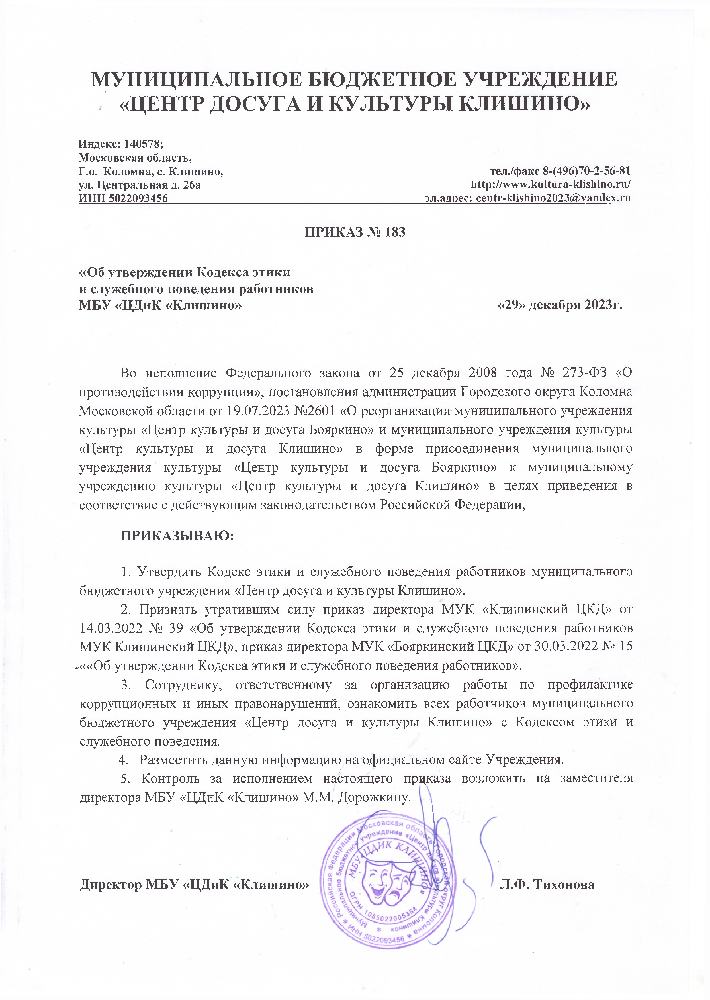 МУНИЦИПАЛЬНОЕ БЮДЖЕТНОЕ УЧРЕЖДЕНИЕ
«ЦЕНТР ДОСУГА И КУЛЬТУРЫ КЛИШИНО»
Индекс: 140578;
Московская область,
Г.о.  Коломна, с. Клишино,
ул. Центральная д. 26а
ИНН 5022093456
тел./факс 8-(496)70-2-56-81
http://www.kultura-klishino.ru/
эл.адрес: centr-klishino2023@yandex.ru
ПРИКАЗ № 183
«Об утверждении Кодекса этики
и служебного поведения работников
МБУ «ЦДиК «Клишино»
«29» декабря 2023г.
Во исполнение Федерального закона от 25 декабря 2008 года № 273-ФЗ «О
противодействии коррупции», постановления администрации Городского округа Коломна
Московской области от 19.07.2023 №2601 «О реорганизации муниципального учреждения
культуры «Центр культуры и досуга Бояркино» и муниципального учреждения культуры
«Центр культуры и досуга Клишино» в форме присоединения муниципального
учреждения культуры «Центр культуры и досуга Бояркино» к муниципальному
учреждению культуры «Центр культуры и досуга Клишино» в целях приведения в
соответствие с действующим законодательством Российской Федерации,
ПРИКАЗЫВАЮ:
1. Утвердить Кодекс этики и служебного поведения работников муниципального
бюджетного учреждения «Центр досуга и культуры Клишино».
2. Признать утратившим силу приказ директора МУК «Клишинский ЦКД» от
14.03.2022 № 39 «Об утверждении Кодекса этики и служебного поведения работников
МУК Клишинский ЦКД», приказ директора МУК «Бояркинский ЦКД» от 30.03.2022 № 15
««Об утверждении Кодекса этики и служебного поведения работников».
3. Сотруднику, ответственному за организацию работы по профилактике
коррупционных и иных правонарушений, ознакомить всех работников муниципального
бюджетного учреждения «Центр досуга и культуры Клишино» с Кодексом этики и
служебного поведения.
4. Разместить данную информацию на официальном сайте Учреждения.
5. Контроль за исполнением настоящего приказа возложить на заместителя
директора МБУ «ЦДиК «Клишино» М.М. Дорожкину.
Директор МБУ «ЦДиК «Клишино»
Л.Ф. Тихонова
Российская Федерация Московская область Городской округ Коломна * ИНН 5022093456 *
Муниципальное бюджетное учреждение «Центр досуга и культуры Клишино» *
МБУ «ЦДИК КЛИШИНО»
ОГРН 1085022005364